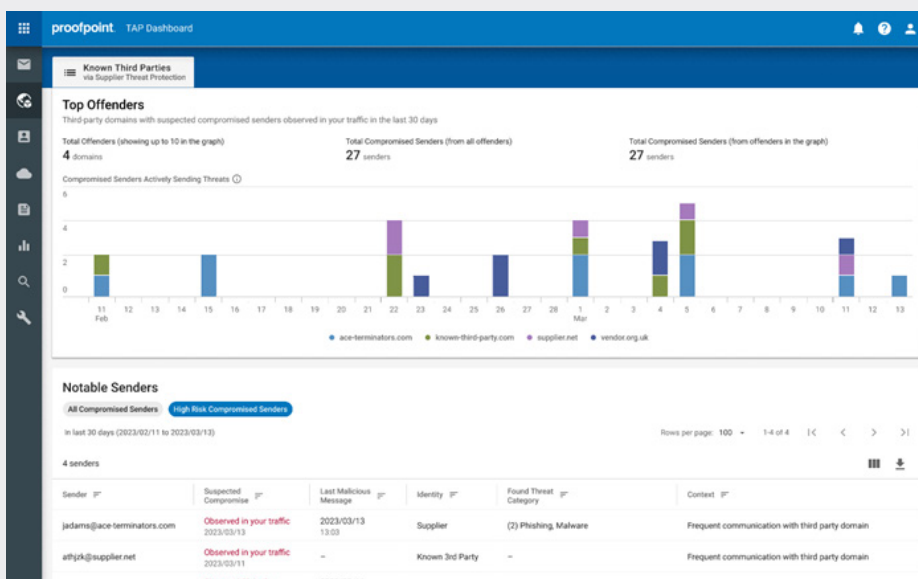 proofpoint. TAP Dashboard
Known Third Parties
via Supplier Threat Protection
Top Offenders
Third-party domains with suspected compromised senders observed in your traffic in the last 30 days
Total Offenders (showing up to 10 in the graph)
4 domains
Total Compromised Senders (from all offenders)
27 senders
Total Compromised Senders (from offenders in the graph)
27 senders
Compromised Senders Actively Sending Threats
6
4
2
0
11 12 13 14 15 16 17 18 19 20 21 22 23 24 25 26 27 28 1 2 3 4 5 6 7 8 9 10 11 12 13
Feb Mar
ace-terminators.com known-third-party.com supplier.net vendor.org.uk
Notable Senders
All Compromised Senders High Risk Compromised Senders
In last 30 days (2023/02/11 to 2023/03/13)
Rows per page: 100 1-4 of 4
4 senders
Sender Suspected Compromise Last Malicious Message Identity Found Threat Category Context
jadams@ace-terminators.com Observed in your traffic 2023/03/13 Supplier (2) Phishing, Malware Frequent communication with third party domain
2023/03/13 13:03
athjzk@supplier.net Observed in your traffic – Known 3rd Party – Frequent communication with third party domain
2023/03/11